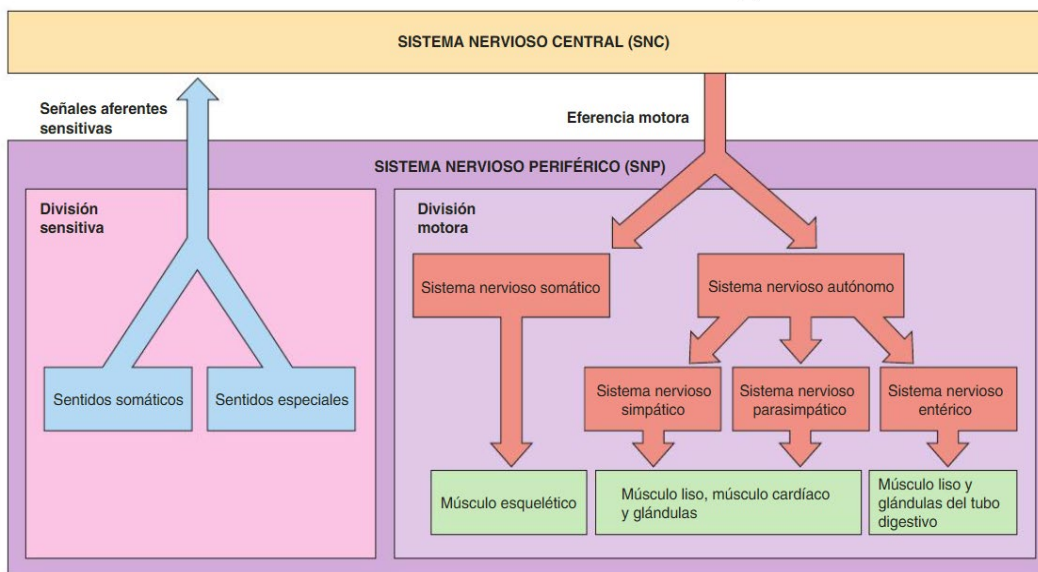 SISTEMA NERVIOSO CENTRAL (SNC)
Señales aferentes
sensitivas
Eferencia motora
SISTEMA NERVIOSO PERIFÉRICO (SNP)
División
sensitiva
División
motora
Sistema nervioso somático
Sistema nervioso autónomo
Sentidos somáticos
Sentidos especiales
Sistema nervioso
simpático
Sistema nervioso
parasimpático
Sistema nervioso
entérico
Músculo esquelético
Músculo liso, músculo cardíaco
y glándulas
Músculo liso y
glándulas del tubo
digestivo